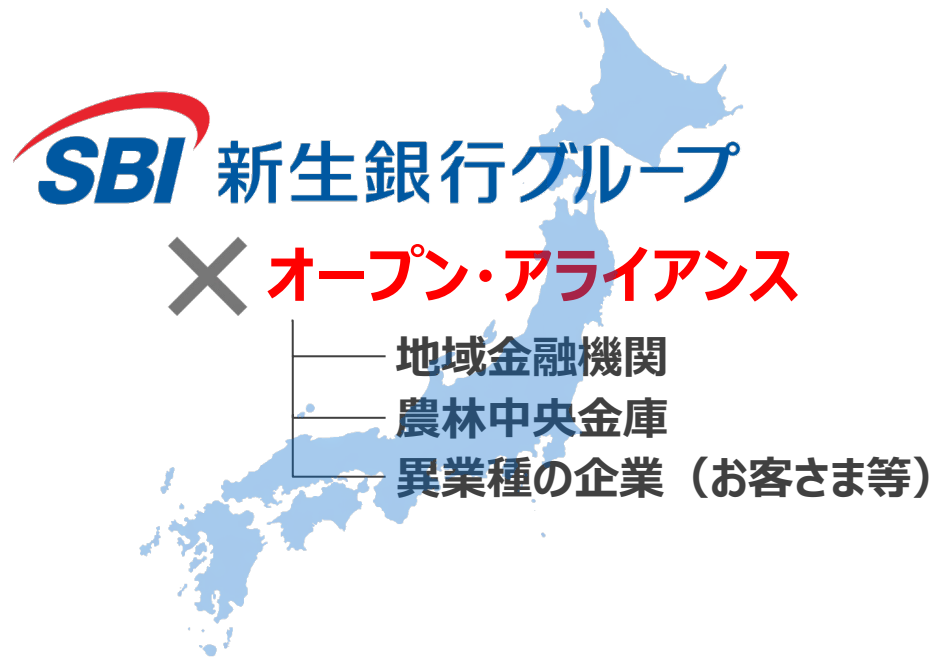 SBI 新生銀行グループ
× オープン・アライアンス
地域金融機関
農林中央金庫
異業種の企業（お客さま等）